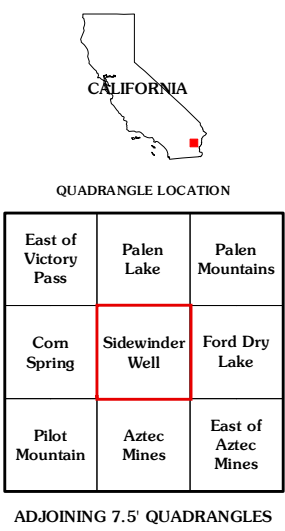 CALIFORNIA
QUADRANGLE LOCATION
East of
Victory
Pass
Palen
Lake
Palen
Mountains
Corn
Spring
Sidewinder
Well
Ford Dry
Lake
Pilot
Mountain
Aztec
Mines
East of
Aztec
Mines
ADJOINING 7.5' QUADRANGLES